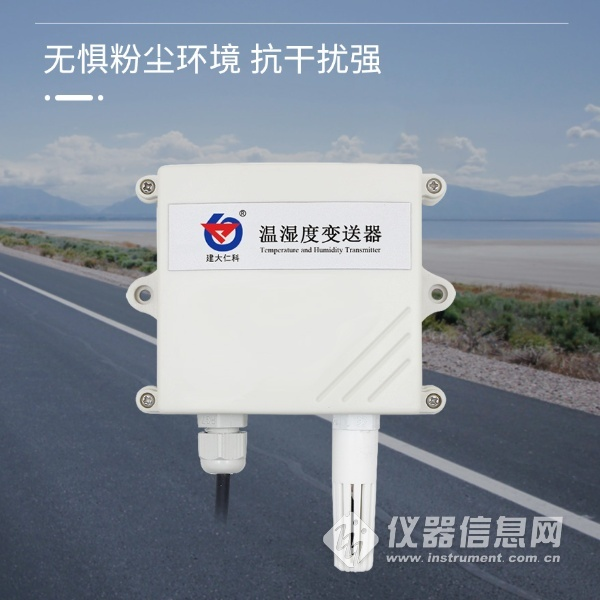 无惧粉尘环境 抗干扰强
®
建大仁科
温湿度变送器
Temperature and Humidity Transmitter
仪器信息网
www.instrument.com.cn